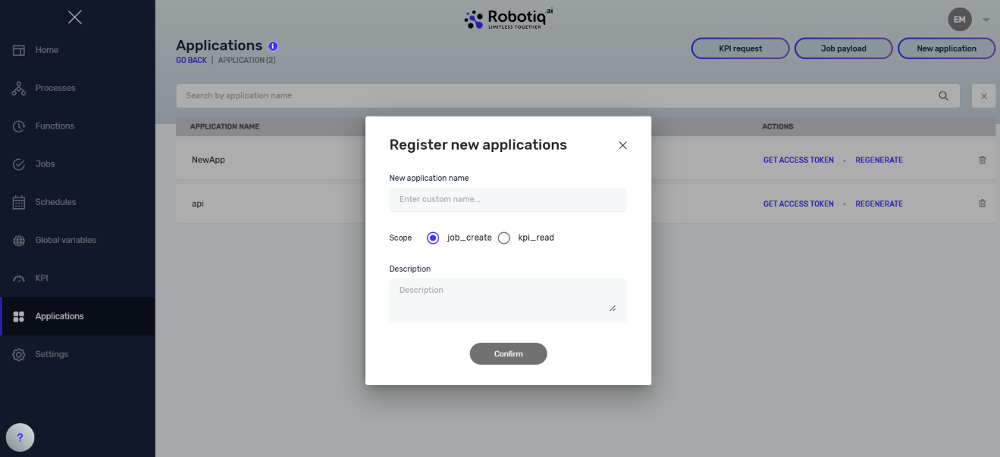 Home
Processes
Functions
Jobs
Schedules
Global variables
KPI
Applications
Settings
?
Robotiq.ai
LIMITLESS TOGETHER
EM
Applications i
GO BACK | APPLICATION (2)
KPI request
Job payload
New application
Search by application name
APPLICATION NAME
ACTIONS
NewApp
GET ACCESS TOKEN
REGENERATE
api
GET ACCESS TOKEN
REGENERATE
Register new applications
New application name
Enter custom name...
Scope job_create kpi_read
Description
Description
Confirm